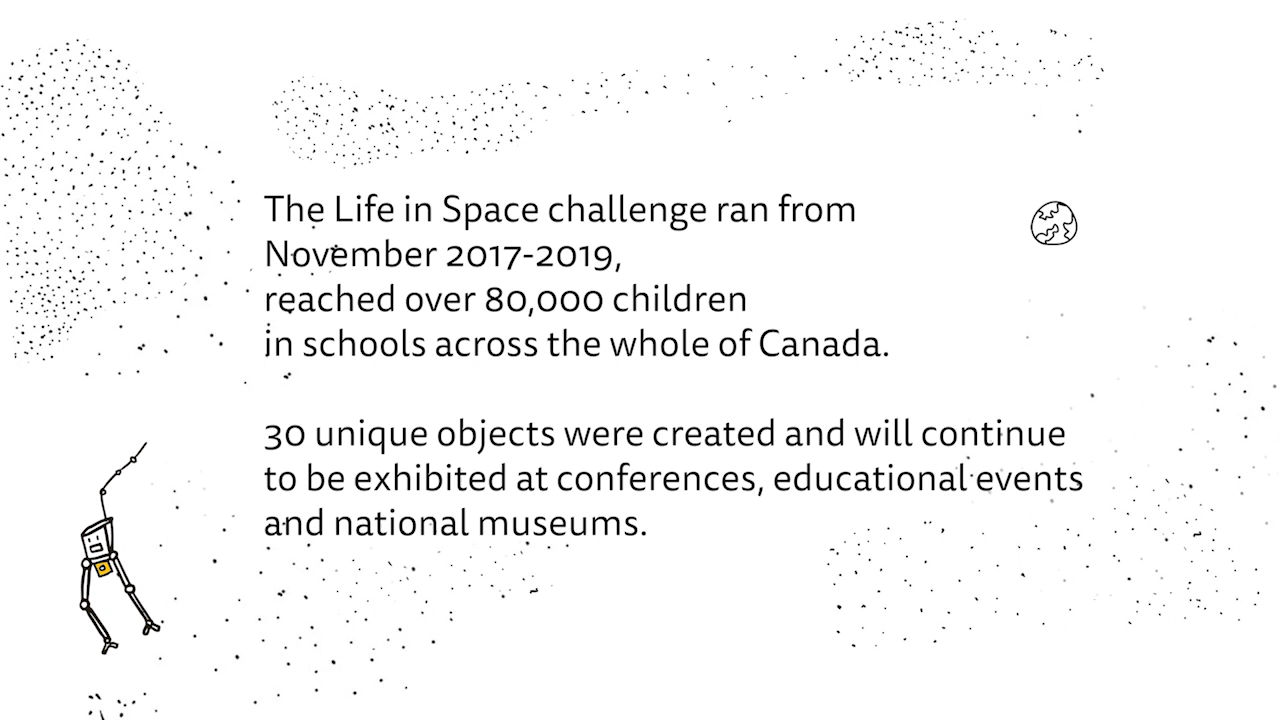 The Life in Space challenge ran from
November 2017-2019,
reached over 80,000 children
in schools across the whole of Canada.
30 unique objects were created and will continue
to be exhibited at conferences, educational events
and national museums.